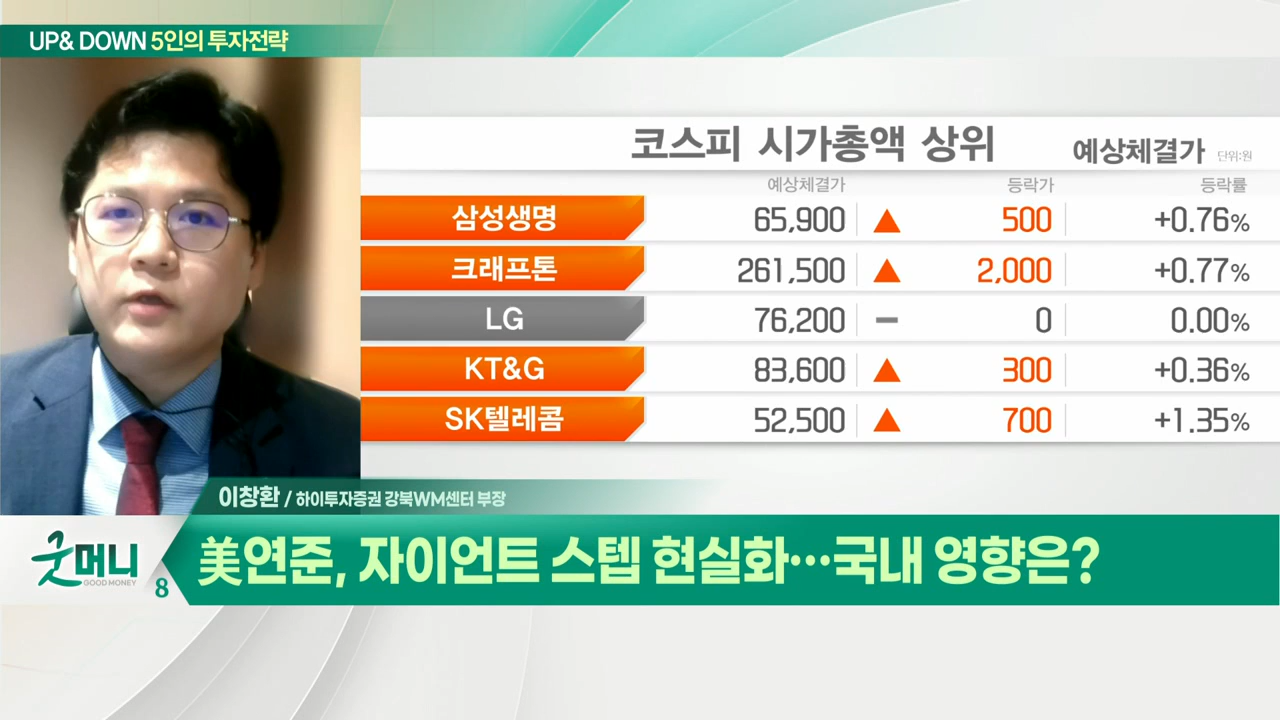 UP& DOWN 5인의 투자전략
코스피 시가총액 상위 예상체결가 단위:원
예상체결가 등락가 등락률
삼성생명 65,900 ▲ 500 +0.76%
크래프톤 261,500 ▲ 2,000 +0.77%
LG 76,200 － 0 0.00%
KT&G 83,600 ▲ 300 +0.36%
SK텔레콤 52,500 ▲ 700 +1.35%
이창환 / 하이투자증권 강북WM센터 부장
굿머니
GOOD MONEY
8
美연준, 자이언트 스텝 현실화…국내 영향은?